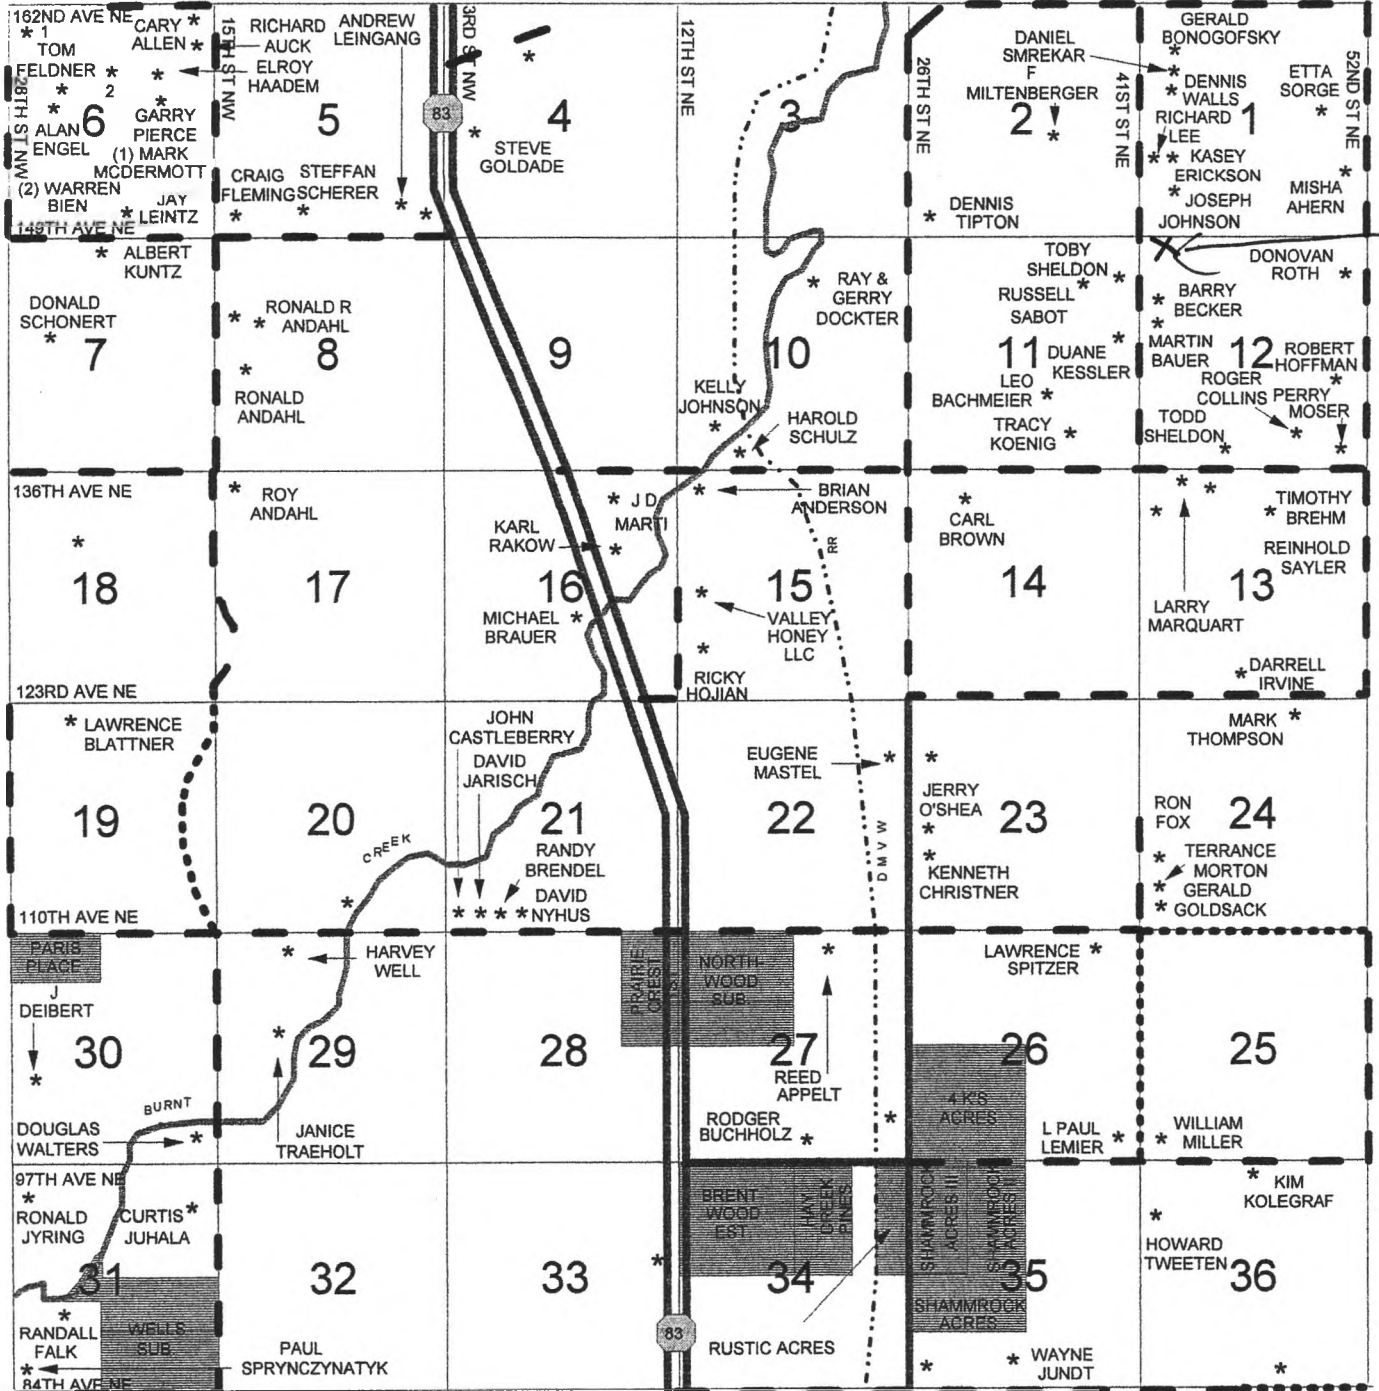 162ND AVE NE
* 1
TOM
FELDNER *
2
28TH ST NW
ALAN
ENGEL
6
CARY *
ALLEN *
GARRY
PIERCE
(1) MARK
MCDERMOTT
(2) WARREN
BIEN
JAY
* LEINTZ
149TH AVE NE
15TH ST NW
RICHARD
AUCK
ELROY
HAADEM
ANDREW
LEINGANG
5
CRAIG
FLEMING
STEFFAN
SCHERER
3RD ST NW
83
4
STEVE
GOLDADE
12TH ST NE
3
26TH ST NE
DANIEL
SMREKAR
F
MILTENBERGER
2
DENNIS
TIPTON
41ST ST NE
GERALD
BONOGOFSKY
DENNIS
WALLS
RICHARD
LEE
KASEY
ERICKSON
JOSEPH
JOHNSON
1
ETTA
SORGE
MISHA
AHERN
52ND ST NE
ALBERT
KUNTZ
DONALD
SCHONERT
7
RONALD R
ANDAHL
8
RONALD
ANDAHL
9
RAY &
GERRY
DOCKTER
10
KELLY
JOHNSON
HAROLD
SCHULZ
TOBY
SHELDON
RUSSELL
SABOT
11
DUANE
KESSLER
LEO
BACHMEIER *
TRACY
KOENIG *
DONOVAN
ROTH
BARRY
BECKER
MARTIN
BAUER
12
ROBERT
HOFFMAN
ROGER
COLLINS
PERRY
MOSER
TODD
SHELDON
136TH AVE NE
18
ROY
ANDAHL
17
J D
MARTI
KARL
RAKOW
16
MICHAEL
BRAUER
BRIAN
ANDERSON
RR
15
VALLEY
HONEY
LLC
RICKY
HOJIAN
CARL
BROWN
14
TIMOTHY
BREHM
REINHOLD
SAYLER
13
LARRY
MARQUART
DARRELL
IRVINE
123RD AVE NE
* LAWRENCE
BLATTNER
19
20
CREEK
JOHN
CASTLEBERRY
DAVID
JARISCH
21
RANDY
BRENDEL
DAVID
NYHUS
EUGENE
MASTEL
22
DMVW
JERRY
O'SHEA
23
KENNETH
CHRISTNER
MARK
THOMPSON
RON
FOX
24
TERRANCE
MORTON
GERALD
GOLDSACK
110TH AVE NE
PARIS
PLACE
J
DEIBERT
30
DOUGLAS
WALTERS
BURNT
HARVEY
WELL
29
JANICE
TRAEHOLT
28
PRAIRIE
CREST
NORTH-
WOOD
SUB
27
REED
APPELT
RODGER
BUCHHOLZ *
LAWRENCE *
SPITZER
26
4 K'S
ACRES
L PAUL
LEMIER
25
WILLIAM
MILLER
97TH AVE NE
RONALD
JYRING
CURTIS *
JUHALA
31
RANDALL
FALK
WELLS
SUB
84TH AVE NE
32
PAUL
SPRYNCZYNATYK
33
83
BRENT
WOOD
EST
HAY
CREEK
PINES
34
RUSTIC ACRES
SHAMMROCK
ACRES III
SHAMMROCK
ACRES II
35
SHAMMROCK
ACRES
* WAYNE
JUNDT
KIM
KOLEGRAF
HOWARD
TWEETEN
36